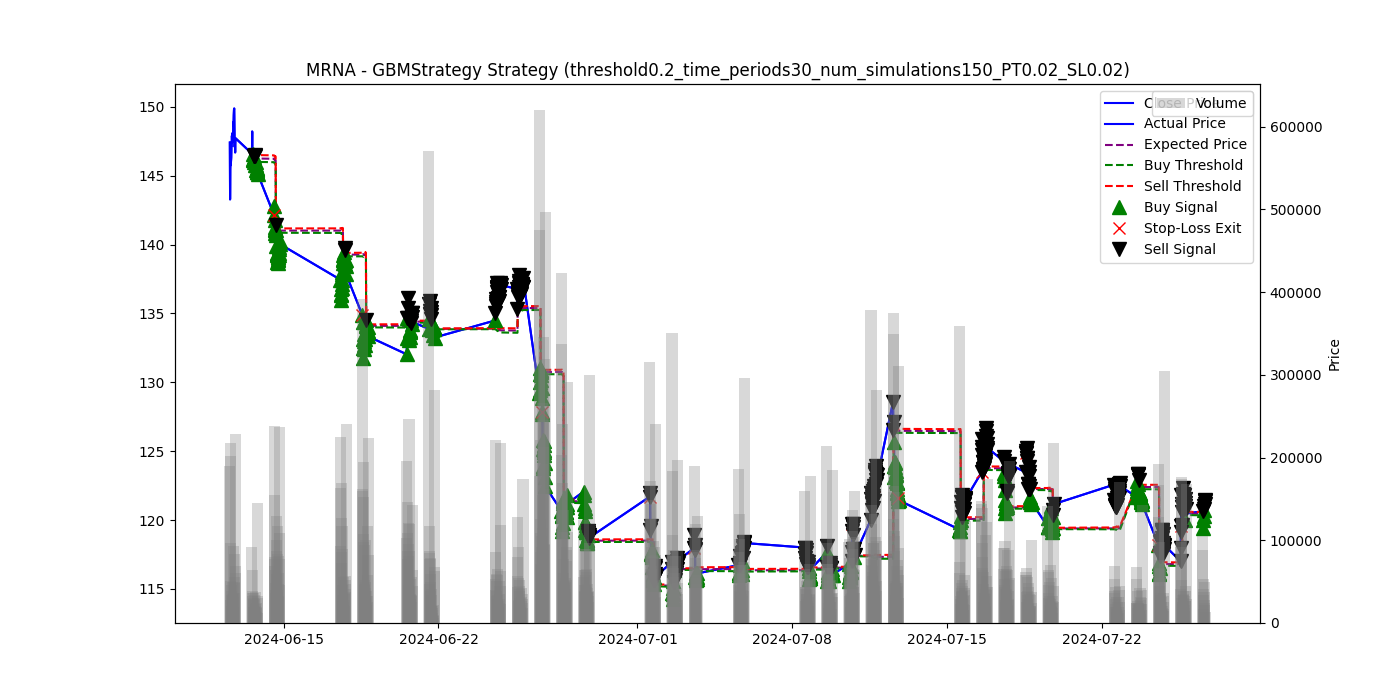 MRNA - GBMStrategy Strategy (threshold0.2_time_periods30_num_simulations150_PT0.02_SL0.02)
150
145
140
135
130
125
120
115
600000
500000
400000
300000
200000
100000
0
Price
2024-06-15
2024-06-22
2024-07-01
2024-07-08
2024-07-15
2024-07-22
Close Price
Volume
Actual Price
Expected Price
Buy Threshold
Sell Threshold
Buy Signal
Stop-Loss Exit
Sell Signal